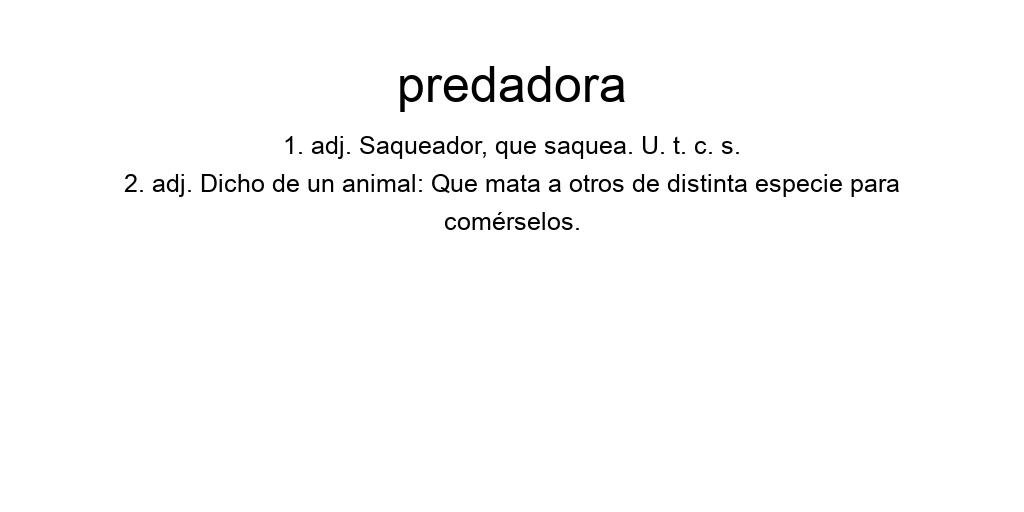 predadora
1. adj. Saqueador, que saquea. U. t. c. s.
2. adj. Dicho de un animal: Que mata a otros de distinta especie para
comérselos.